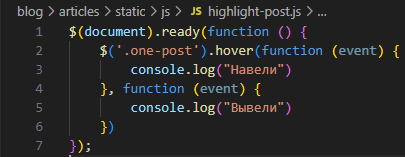 blog > articles > static > js > JS highlight-post.js > ...
1 $(document).ready(function () {
2     $('.one-post').hover(function (event) {
3         console.log("Навели")
4     }, function (event) {
5         console.log("Вывели")
6     })
7 });